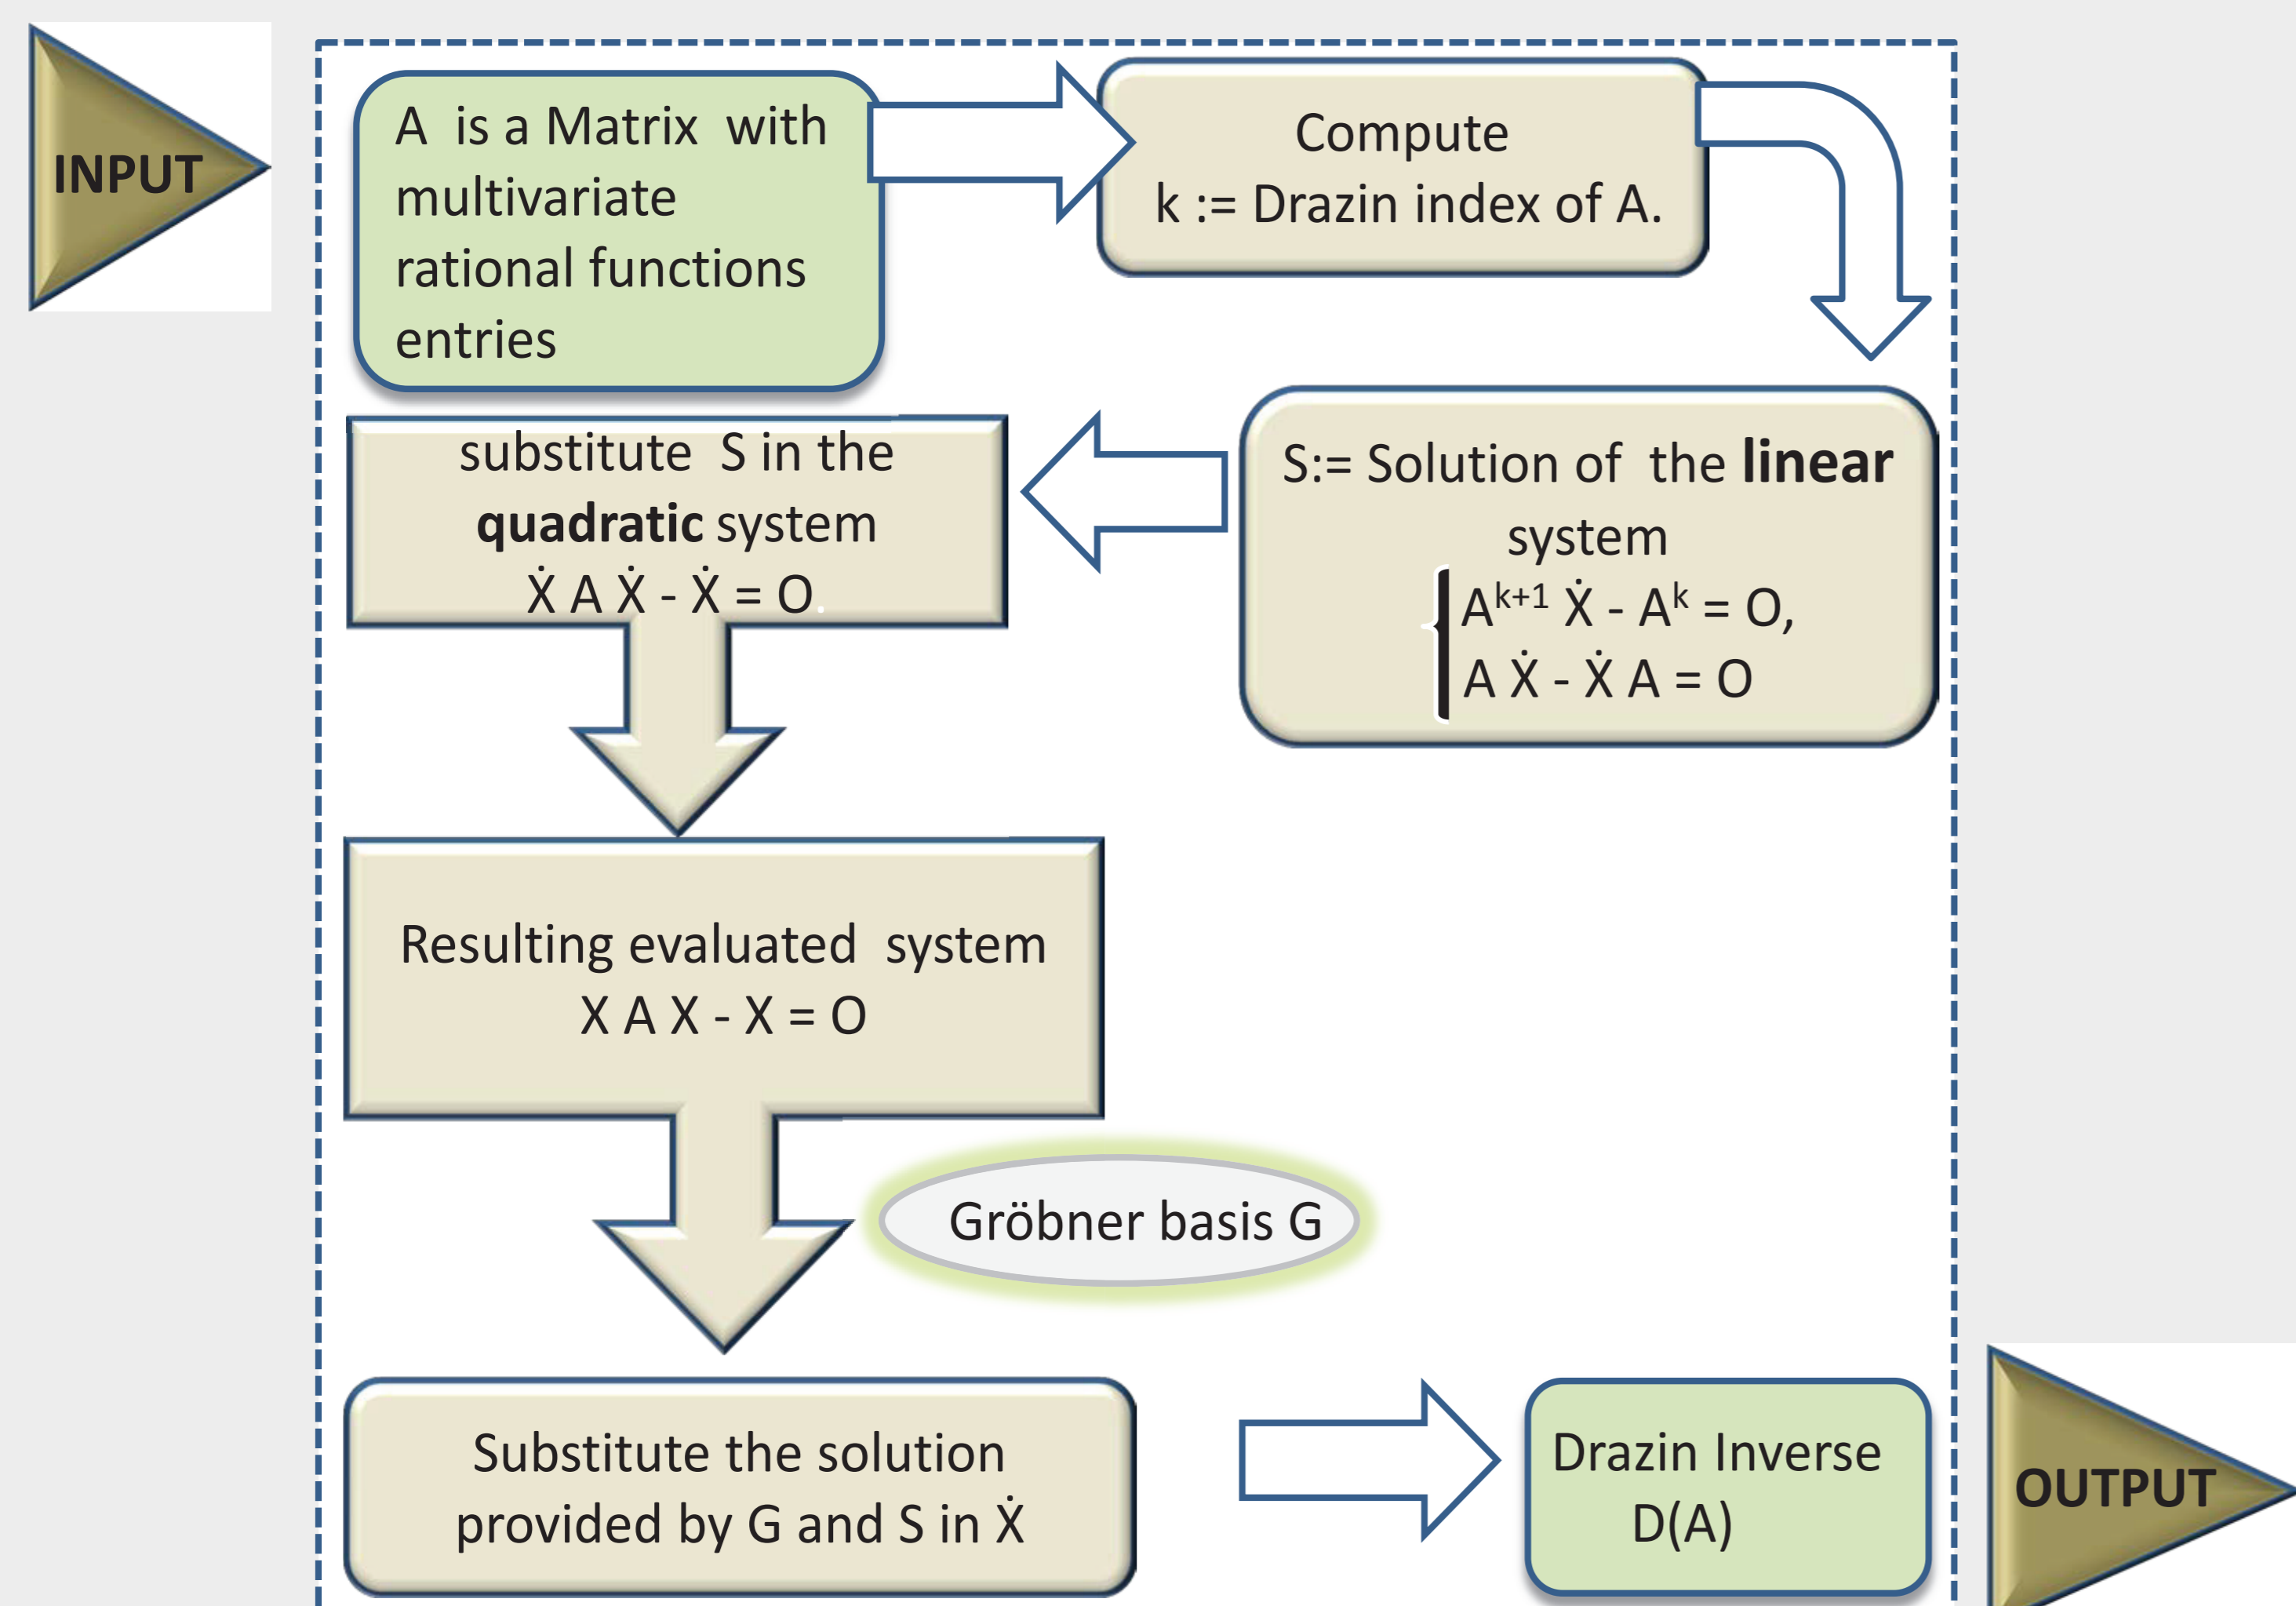 INPUT
A is a Matrix with
multivariate
rational functions
entries
Compute
k := Drazin index of A.
S:= Solution of the linear
system
Aᵏ⁺¹ Ẋ - Aᵏ = O,
A Ẋ - Ẋ A = O
substitute S in the
quadratic system
Ẋ A Ẋ - Ẋ = O.
Resulting evaluated system
X A X - X = O
Gröbner basis G
Substitute the solution
provided by G and S in Ẋ
Drazin Inverse
D(A)
OUTPUT